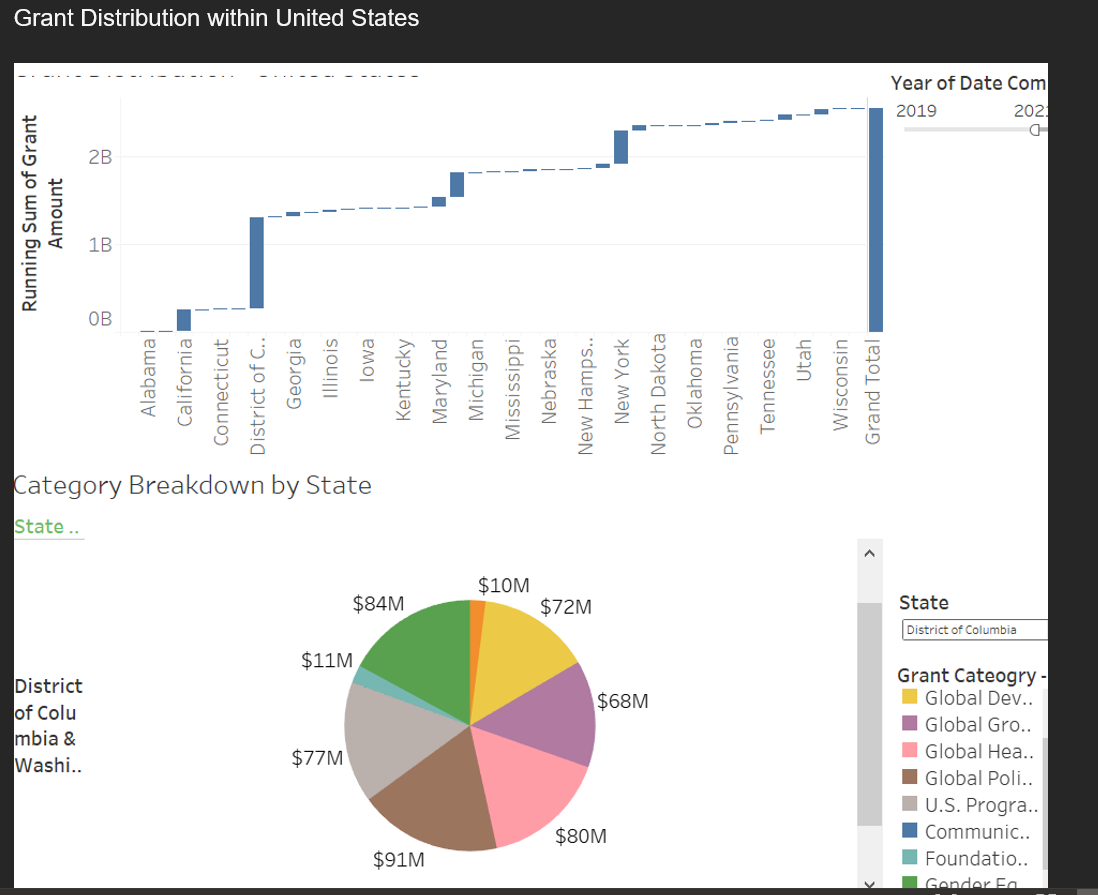 Grant Distribution within United States
Year of Date Com
2019
202
Running Sum of Grant
Amount
2B
1B
0B
Alabama
California
Connecticut
District of C..
Georgia
Illinois
Iowa
Kentucky
Maryland
Michigan
Mississippi
Nebraska
New Hamps..
New York
North Dakota
Oklahoma
Pennsylvania
Tennessee
Utah
Wisconsin
Grand Total
Category Breakdown by State
State ..
$10M
$84M
$72M
$11M
$68M
$77M
$80M
$91M
District
of Colu
mbia &
Washi..
State
District of Columbia
Grant Cateogry -
Global Dev..
Global Gro..
Global Hea..
Global Poli..
U.S. Progra..
Communic..
Foundatio..
Gender Eq